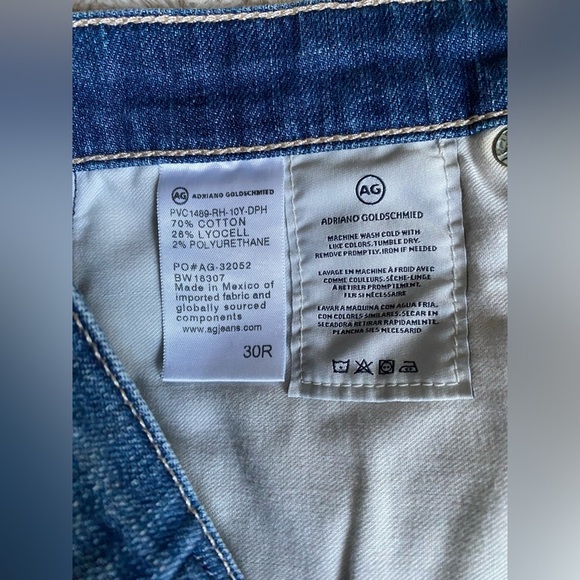 AG ADRIANO GOLDSCHMIED
PVC1489-RH-10Y-DPH
70% COTTON
28% LYOCELL
2% POLYURETHANE
PO#AG-32052
BW18307
Made in Mexico of
imported fabric and
globally sourced
components
www.agjeans.com
30R
AG
ADRIANO GOLDSCHMIED
MACHINE WASH COLD WITH
LIKE COLORS. TUMBLE DRY.
REMOVE PROMPTLY. IRON IF NEEDED
LAVAGE EN MACHINE À FROID AVEC
COMME COULEURS. SÈCHE-LINGE
À RETIRER PROMPTEMENT.
FER SI NÉCESSAIRE
LAVAR A MAQUINA CON AGUA FRIA.
CON COLORES SIMILARES. SECAR EN
SECADORA RETIRAR RAPIDAMENTE.
PLANCHA SI ES NECESARIO